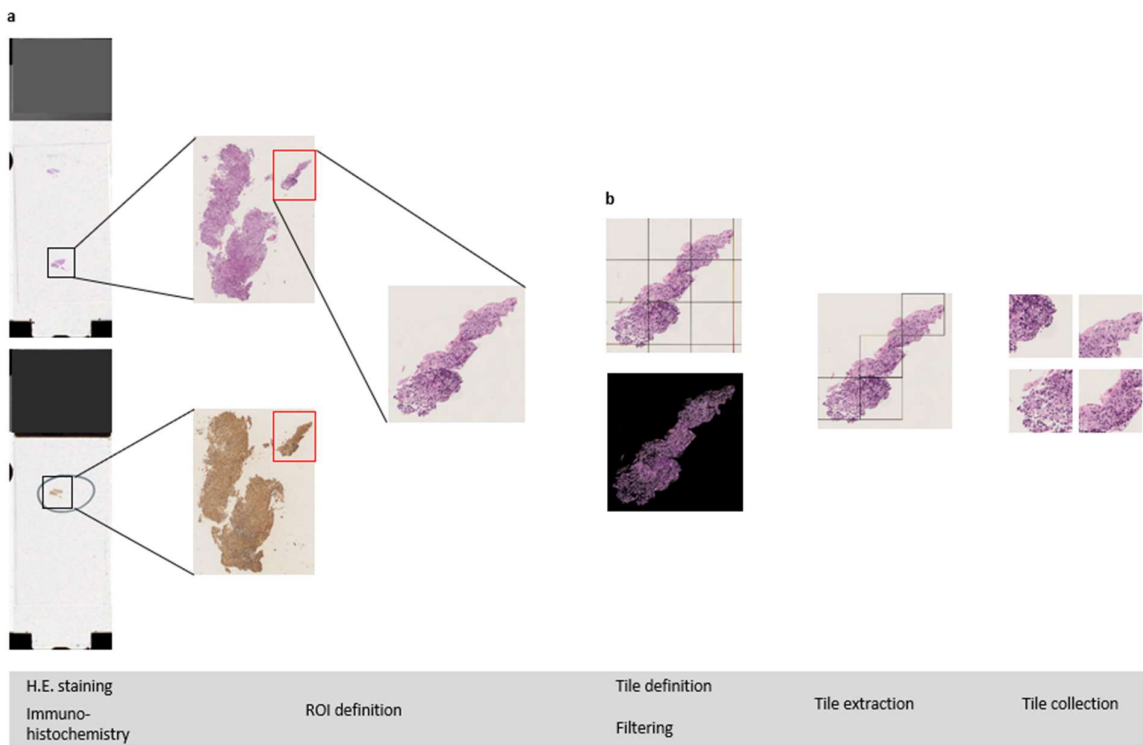 a
b
H.E. staining
Immuno-
histochemistry
ROI definition
Tile definition
Filtering
Tile extraction
Tile collection